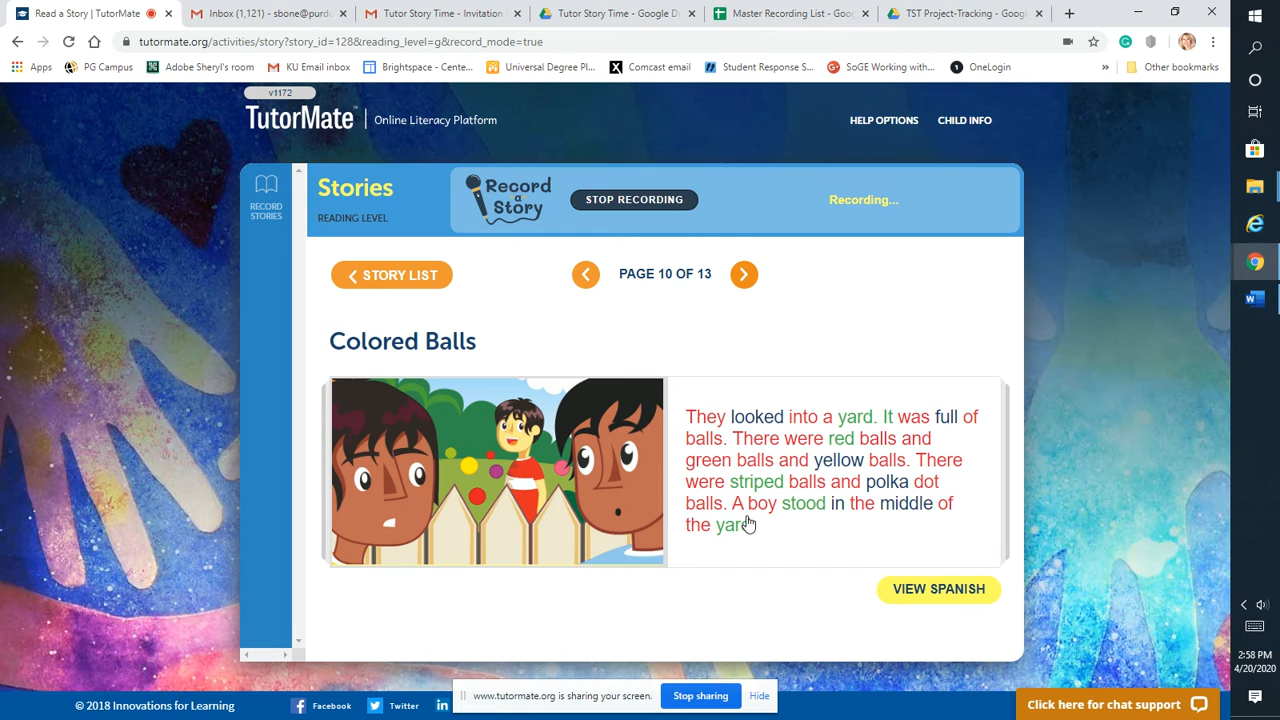 Read a Story | TutorMate
Inbox (1,121) - sbone@purd
Tutor Story Time - Invitation
Tutor Story Time - Google D
Master Recording List - Goog
TST Project-Tracking - Googl
tutormate.org/activities/story?story_id=128&reading_level=g&record_mode=true
Apps PG Campus Adobe Sheryl's room KU Email inbox Brightspace - Cente... Universal Degree Pl... Comcast email Student Response S... SoGE Working with... OneLogin » Other bookmarks
v1172
TutorMate™ | Online Literacy Platform
HELP OPTIONS CHILD INFO
RECORD
STORIES
Stories
READING LEVEL
Record
a
Story
STOP RECORDING
Recording...
STORY LIST
PAGE 10 OF 13
Colored Balls
They looked into a yard. It was full of
balls. There were red balls and
green balls and yellow balls. There
were striped balls and polka dot
balls. A boy stood in the middle of
the
VIEW SPANISH
2:58 PM
4/20/2020
www.tutormate.org is sharing your screen. Stop sharing Hide
© 2018 Innovations for Learning
Facebook Twitter in
Click here for chat support